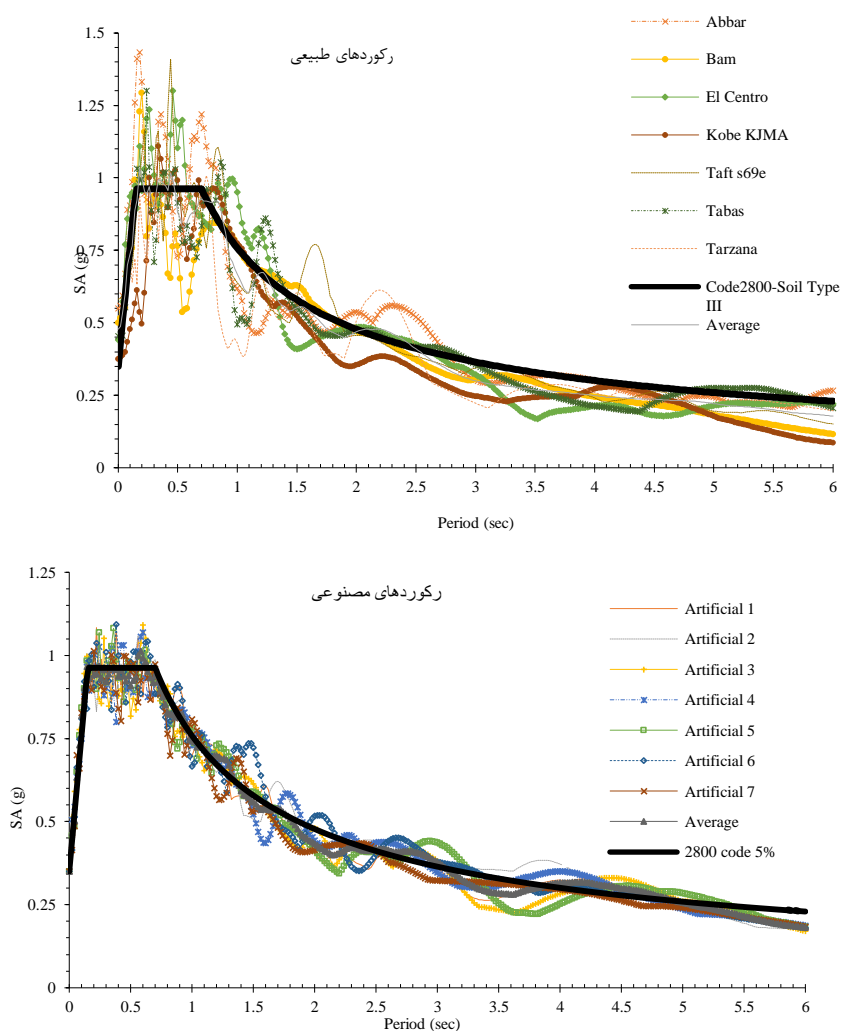 رکوردهای طبیعی
1.5
1.25
1
0.75
0.5
0.25
0
SA (g)
0 0.5 1 1.5 2 2.5 3 3.5 4 4.5 5 5.5 6
Period (sec)
Abbar
Bam
El Centro
Kobe KJMA
Taft s69e
Tabas
Tarzana
Code2800-Soil Type
III
Average
رکوردهای مصنوعی
1.25
1
0.75
0.5
0.25
0
SA (g)
0 0.5 1 1.5 2 2.5 3 3.5 4 4.5 5 5.5 6
Period (sec)
Artificial 1
Artificial 2
Artificial 3
Artificial 4
Artificial 5
Artificial 6
Artificial 7
Average
2800 code 5%